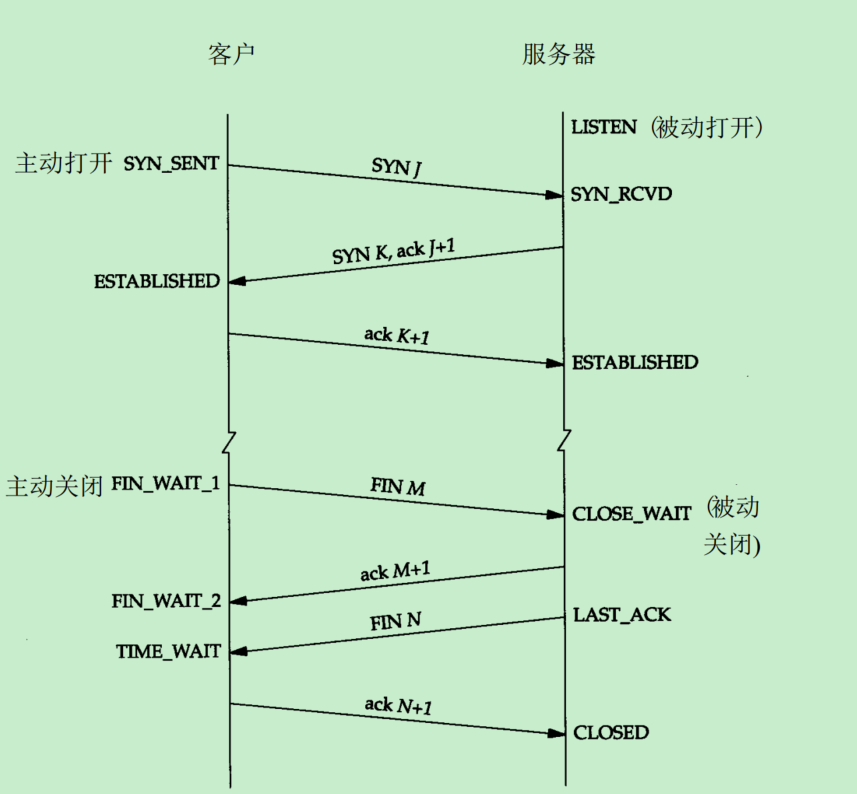 客户
服务器
LISTEN (被动打开)
主动打开 SYN_SENT
SYN J
SYN_RCVD
SYN K, ack J+1
ESTABLISHED
ack K+1
ESTABLISHED
主动关闭 FIN_WAIT_1
FIN M
CLOSE_WAIT (被动
关闭)
ack M+1
FIN_WAIT_2
FIN N
LAST_ACK
TIME_WAIT
ack N+1
CLOSED